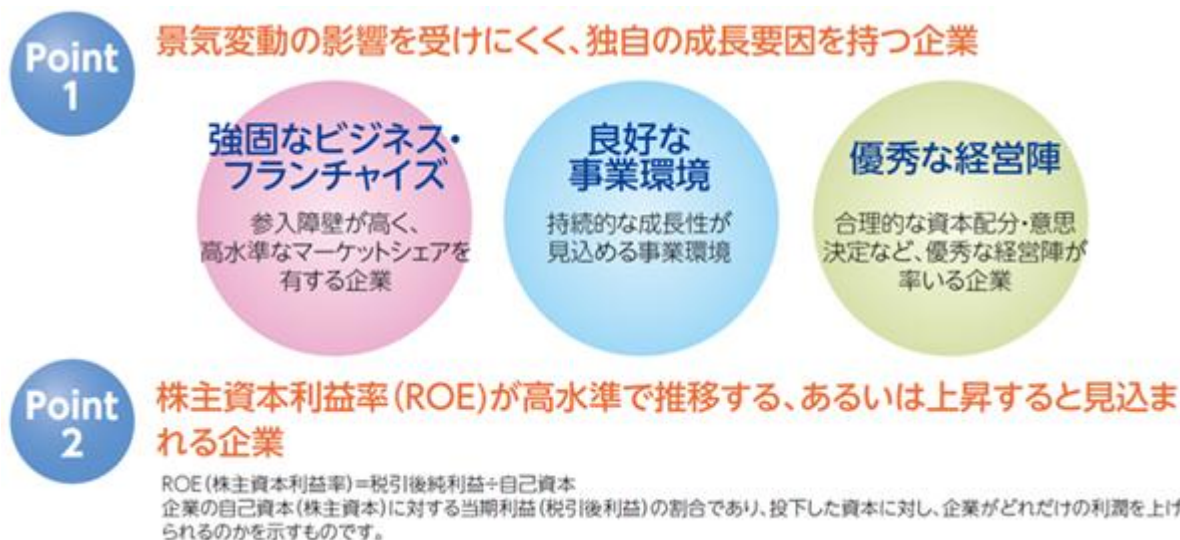 Point
1
景気変動の影響を受けにくく、独自の成長要因を持つ企業
強固なビジネス・
フランチャイズ
参入障壁が高く、
高水準なマーケットシェアを
有する企業
良好な
事業環境
持続的な成長性が
見込める事業環境
優秀な経営陣
合理的な資本配分・意思
決定など、優秀な経営陣が
率いる企業
Point
2
株主資本利益率(ROE)が高水準で推移する、あるいは上昇すると見込ま
れる企業
ROE(株主資本利益率)=税引後純利益÷自己資本
企業の自己資本(株主資本)に対する当期利益(税引後利益)の割合であり、投下した資本に対し、企業がどれだけの利潤を上げ
られるのかを示すものです。